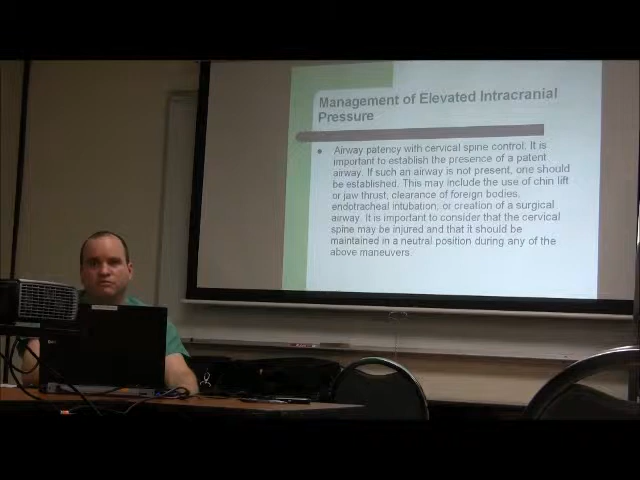 Management of Elevated Intracranial
Pressure
Airway patency with cervical spine control. It is
important to establish the presence of a patent
airway. If such an airway is not present, one should
be established. This may include the use of chin lift
or jaw thrust, clearance of foreign bodies,
endotracheal intubation, or creation of a surgical
airway. It is important to consider that the cervical
spine may be injured and that it should be
maintained in a neutral position during any of the
above maneuvers.